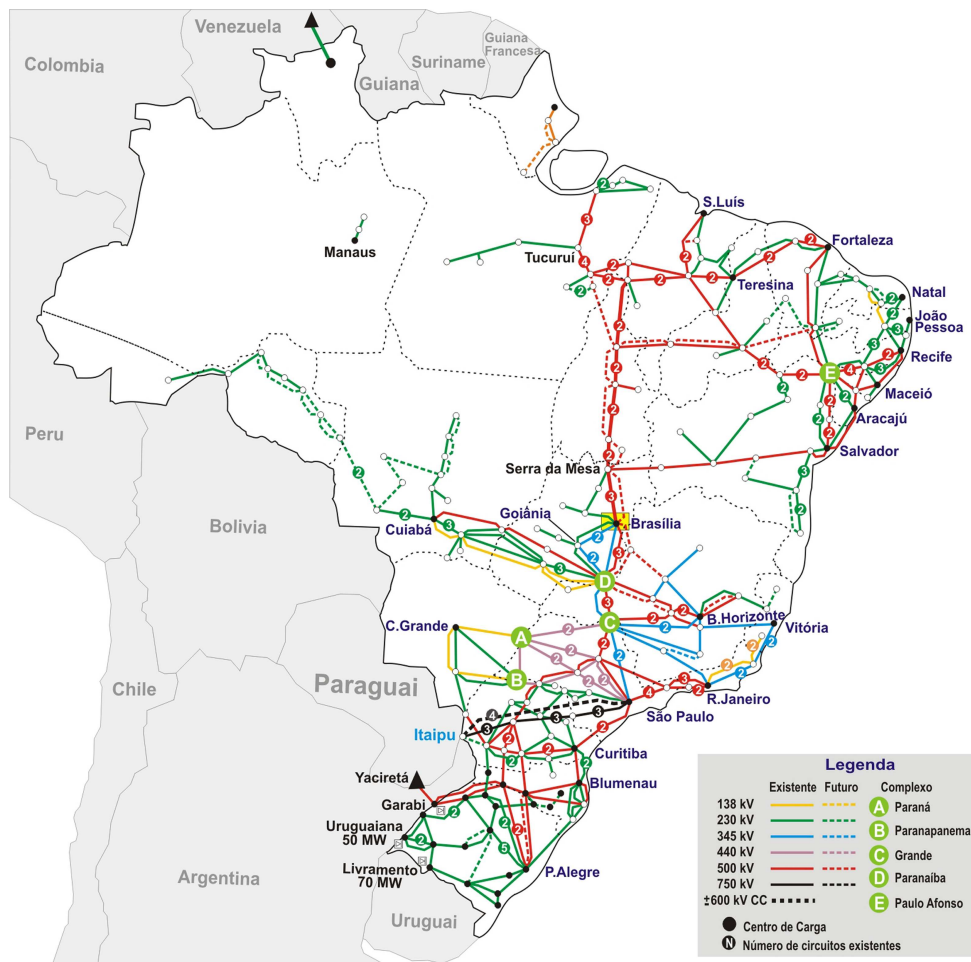 Venezuela
Colombia
Guiana
Suriname
Guiana
Francesa
Manaus
Tucuruí
S.Luís
Fortaleza
Teresina
Natal
João
Pessoa
Recife
Maceió
Aracajú
Salvador
Peru
Serra da Mesa
Bolivia
Cuiabá
Goiânia
Brasília
C.Grande
B.Horizonte
Vitória
Chile
Paraguai
R.Janeiro
São Paulo
Itaipu
Curitiba
Yaciretá
Blumenau
Garabi
Uruguaiana
50 MW
Livramento
70 MW
P.Alegre
Argentina
Uruguai
A
B
C
D
E
Legenda
Existente Futuro Complexo
138 kV A Paraná
230 kV
345 kV B Paranapanema
440 kV C Grande
500 kV D Paranaíba
750 kV
±600 kV CC E Paulo Afonso
Centro de Carga
N Número de circuitos existentes